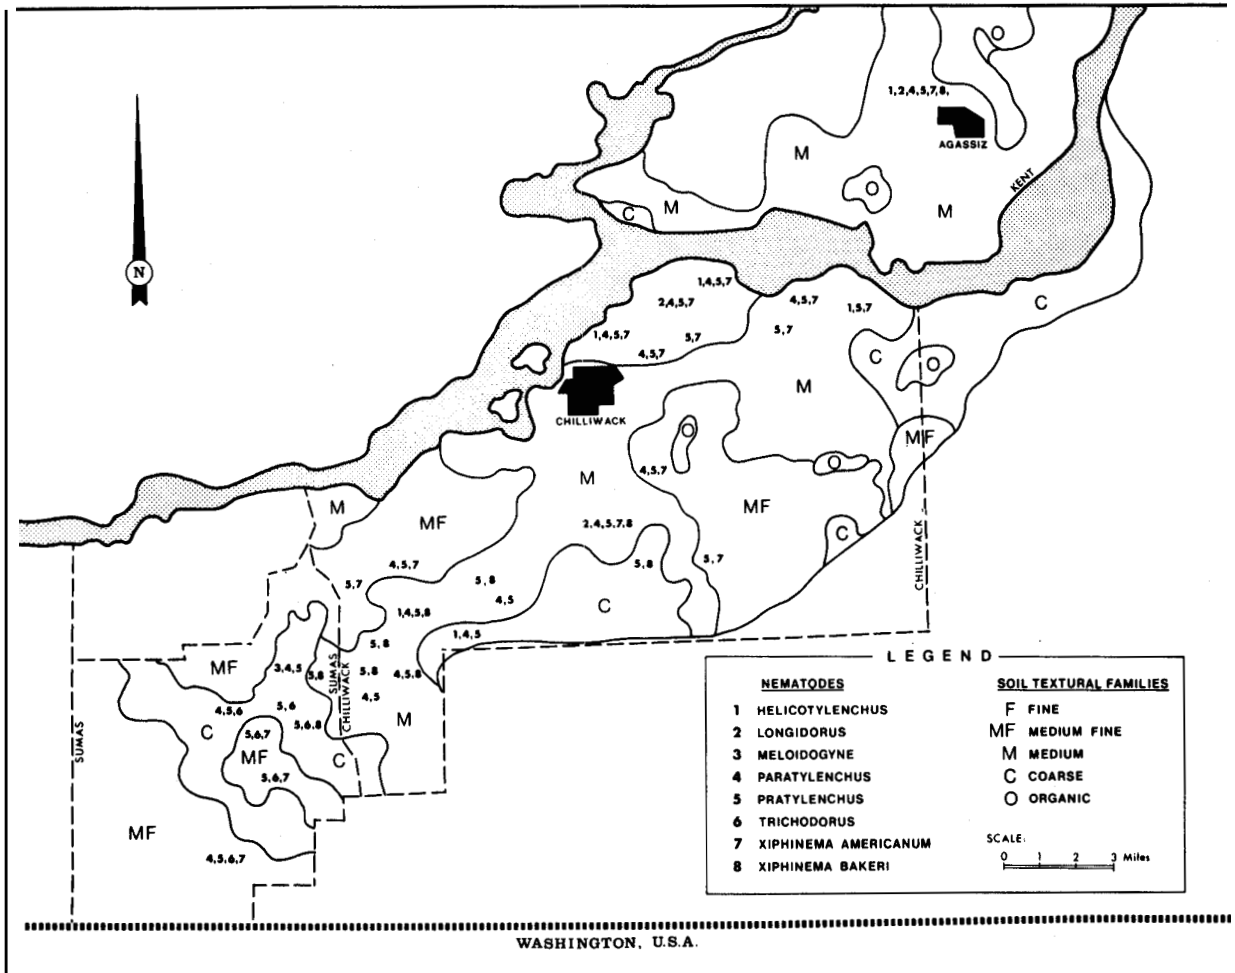 O
1,2,4,5,7,8,
AGASSIZ
M
KENT
O
M
C
M
1,4,5,7
2,4,5,7
4,5,7
1,5,7
C
N
1,4,5,7
5,7
5,7
4,5,7
C
O
M
CHILLIWACK
O
MF
4,5,7
O
M
M
MF
MF
2,4,5,7,8
C
CHILLIWACK
4,5,7
5,8
5,7
5,7
5,8
4,5
C
1,4,5,8
1,4,5
5,8
MF
3,4,5
5,8
SUMAS
CHILLIWACK
5,8
4,5,8
4,5
4,5,6
5,6
M
5,6,8
C
5,6,7
SUMAS
MF
C
5,6,7
MF
4,5,6,7
LEGEND
NEMATODES
1 HELICOTYLENCHUS
2 LONGIDORUS
3 MELOIDOGYNE
4 PARATYLENCHUS
5 PRATYLENCHUS
6 TRICHODORUS
7 XIPHINEMA AMERICANUM
8 XIPHINEMA BAKERI
SOIL TEXTURAL FAMILIES
F FINE
MF MEDIUM FINE
M MEDIUM
C COARSE
O ORGANIC
SCALE:
0 1 2 3 Miles
WASHINGTON, U.S.A.